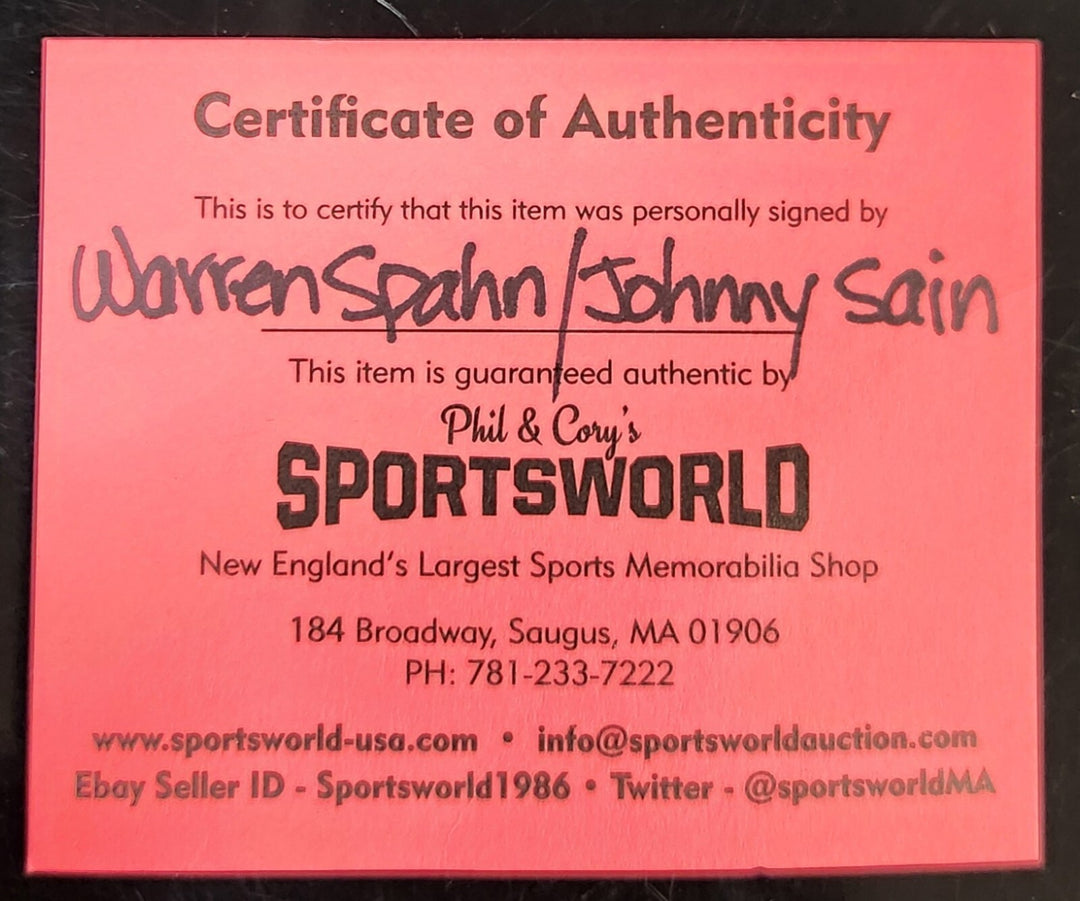 Certificate of Authenticity
This is to certify that this item was personally signed by
Warren Spahn/Johnny Sain
This item is guaranteed authentic by
Phil & Cory's
SPORTSWORLD
New England's Largest Sports Memorabilia Shop
184 Broadway, Saugus, MA 01906
PH: 781-233-7222
www.sportsworld-usa.com • info@sportsworldauction.com
Ebay Seller ID - Sportsworld1986 • Twitter - @sportsworldMA